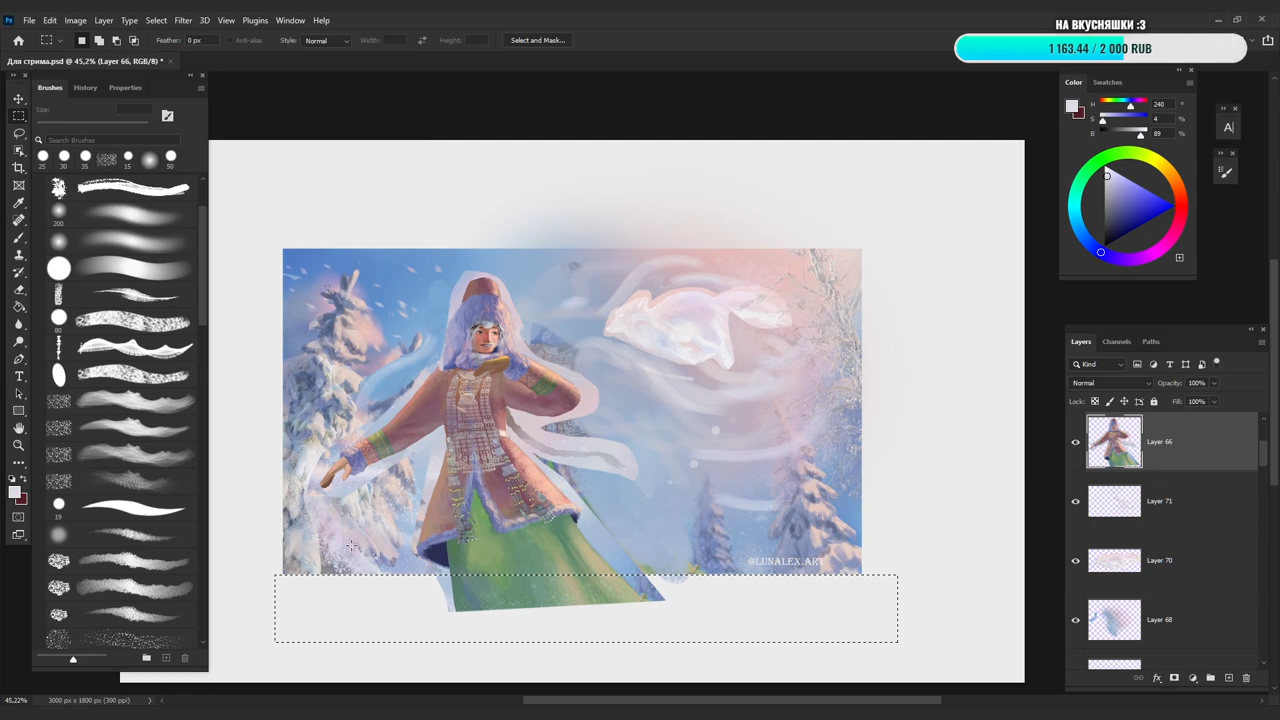 Ps File Edit Image Layer Type Select Filter 3D View Plugins Window Help
НА ВКУСНЯШКИ :3
1 163.44 / 2 000 RUB
Feather: 0 px Anti-alias Style: Normal Width: Height: Select and Mask...
Для стрима.psd @ 45,2% (Layer 66, RGB/8) * ×
Brushes History Properties
Size:
Search Brushes
25 30 35 15 50
200
80
19
Color Swatches
H 240 °
S 4 %
B 89 %
A|
@LUNALEX.ART
Layers Channels Paths
Kind
Normal Opacity: 100%
Lock: Fill: 100%
Layer 66
Layer 71
Layer 70
Layer 68
fx
45,22% 3000 px x 1800 px (300 ppi)